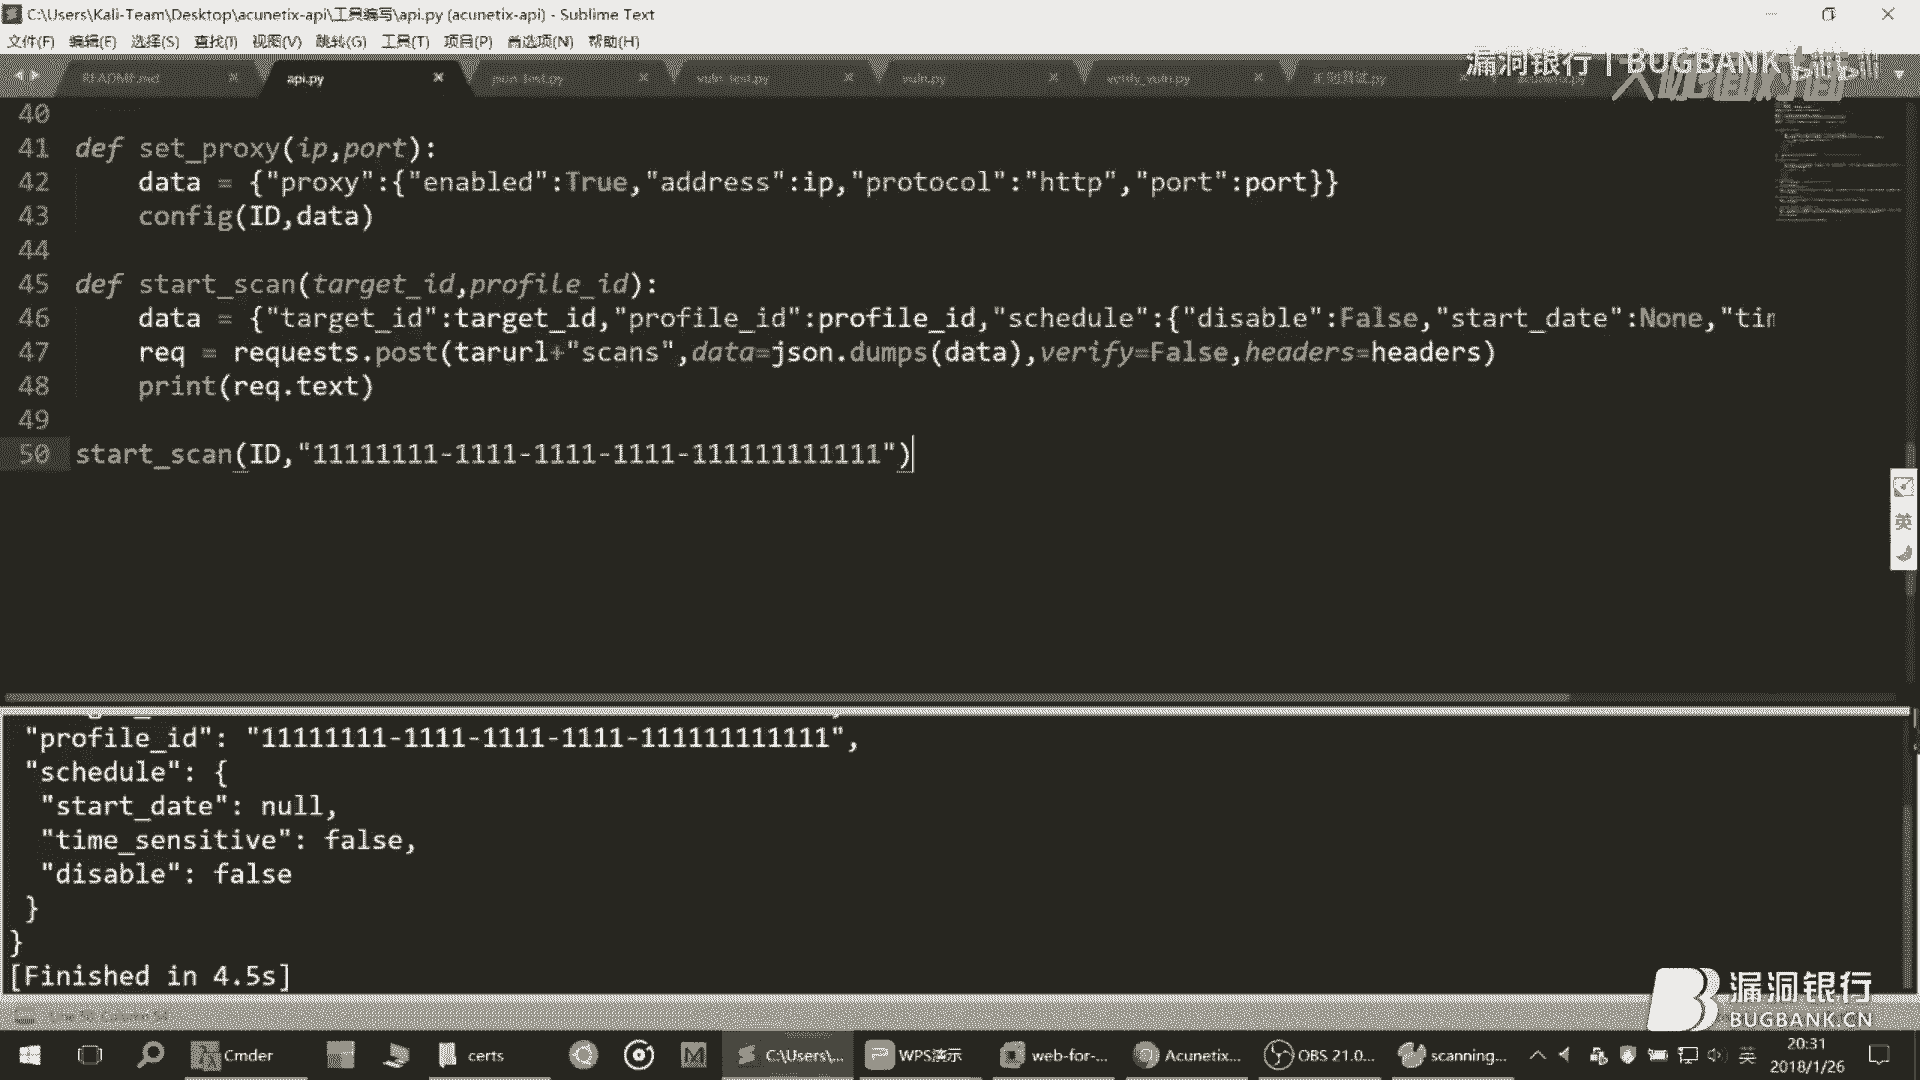 C:\Users\Kali-Team\Desktop\acunetix-api\工具编写\api.py (acunetix-api) - Sublime Text
文件(F) 编辑(E) 选择(S) 查找(I) 视图(V) 跳转(G) 工具(T) 项目(P) 首选项(N) 帮助(H)
漏洞银行 | BUGBANK
README.md api.py vuln_test.py vuln.py verify_vuln.py
40
41 def set_proxy(ip,port):
42 data = {"proxy":{"enabled":True,"address":ip,"protocol":"http","port":port}}
43 config(ID,data)
44
45 def start_scan(target_id,profile_id):
46 data = {"target_id":target_id,"profile_id":profile_id,"schedule":{"disable":False,"start_date":None,"tim
47 req = requests.post(tarurl+"scans",data=json.dumps(data),verify=False,headers=headers)
48 print(req.text)
49
50 start_scan(ID,"11111111-1111-1111-1111-111111111111")
英
"profile_id": "11111111-1111-1111-1111-111111111111",
"schedule": {
"start_date": null,
"time_sensitive": false,
"disable": false
}
}
[Finished in 4.5s]
漏洞银行
BUGBANK.CN
Cmder certs C:\Users\... WPS演示 web-for-... Acunetix... OBS 21.0... scanning... 英 20:31
2018/1/26